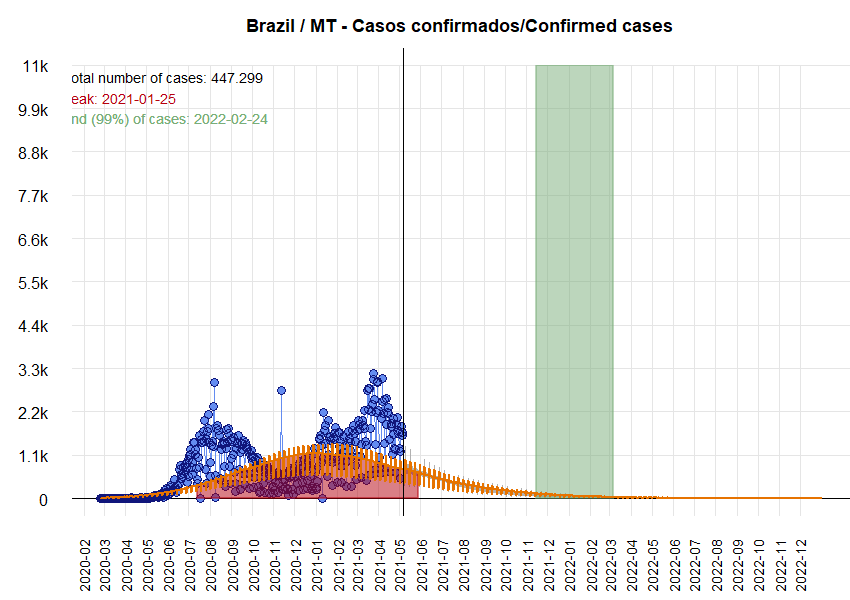 Brazil / MT - Casos confirmados/Confirmed cases
11k
otal number of cases: 447.299
eak: 2021-01-25
9.9k
nd (99%) of cases: 2022-02-24
8.8k
7.7k
6.6k
5.5k
4.4k
3.3k
2.2k
1.1k
0
2020-02
2020-03
2020-04
2020-05
2020-06
2020-07
2020-08
2020-09
2020-10
2020-11
2020-12
2021-01
2021-02
2021-03
2021-04
2021-05
2021-06
2021-07
2021-08
2021-09
2021-10
2021-11
2021-12
2022-01
2022-02
2022-03
2022-04
2022-05
2022-06
2022-07
2022-08
2022-09
2022-10
2022-11
2022-12